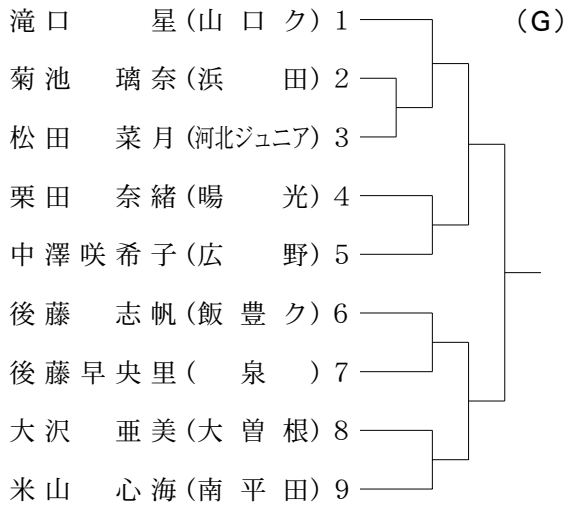 滝口 星(山口ク) 1 (G)
菊池 璃奈(浜田) 2
松田 菜月(河北ジュニア) 3
栗田 奈緒(暘光) 4
中澤咲希子(広野) 5
後藤 志帆(飯豊ク) 6
後藤早央里(泉) 7
大沢 亜美(大曽根) 8
米山 心海(南平田) 9